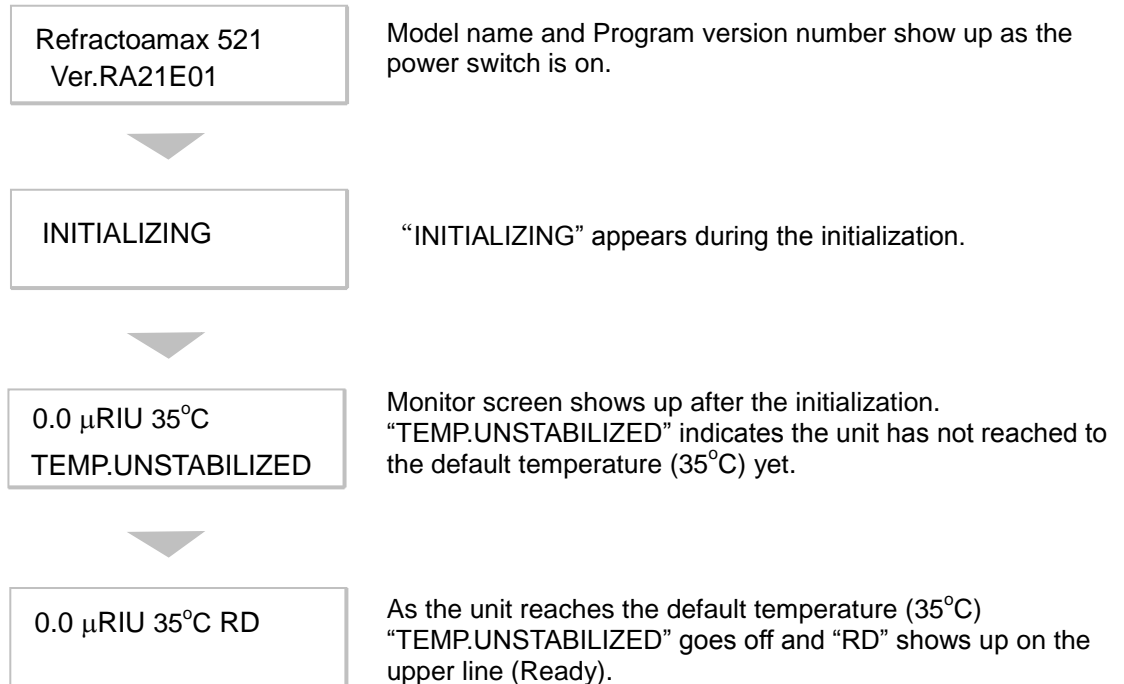 Refractoamax 521
Ver.RA21E01
Model name and Program version number show up as the
power switch is on.
INITIALIZING
“INITIALIZING” appears during the initialization.
0.0 μRIU 35°C
TEMP.UNSTABILIZED
Monitor screen shows up after the initialization.
“TEMP.UNSTABILIZED” indicates the unit has not reached to
the default temperature (35°C) yet.
0.0 μRIU 35°C RD
As the unit reaches the default temperature (35°C)
“TEMP.UNSTABILIZED” goes off and “RD” shows up on the
upper line (Ready).